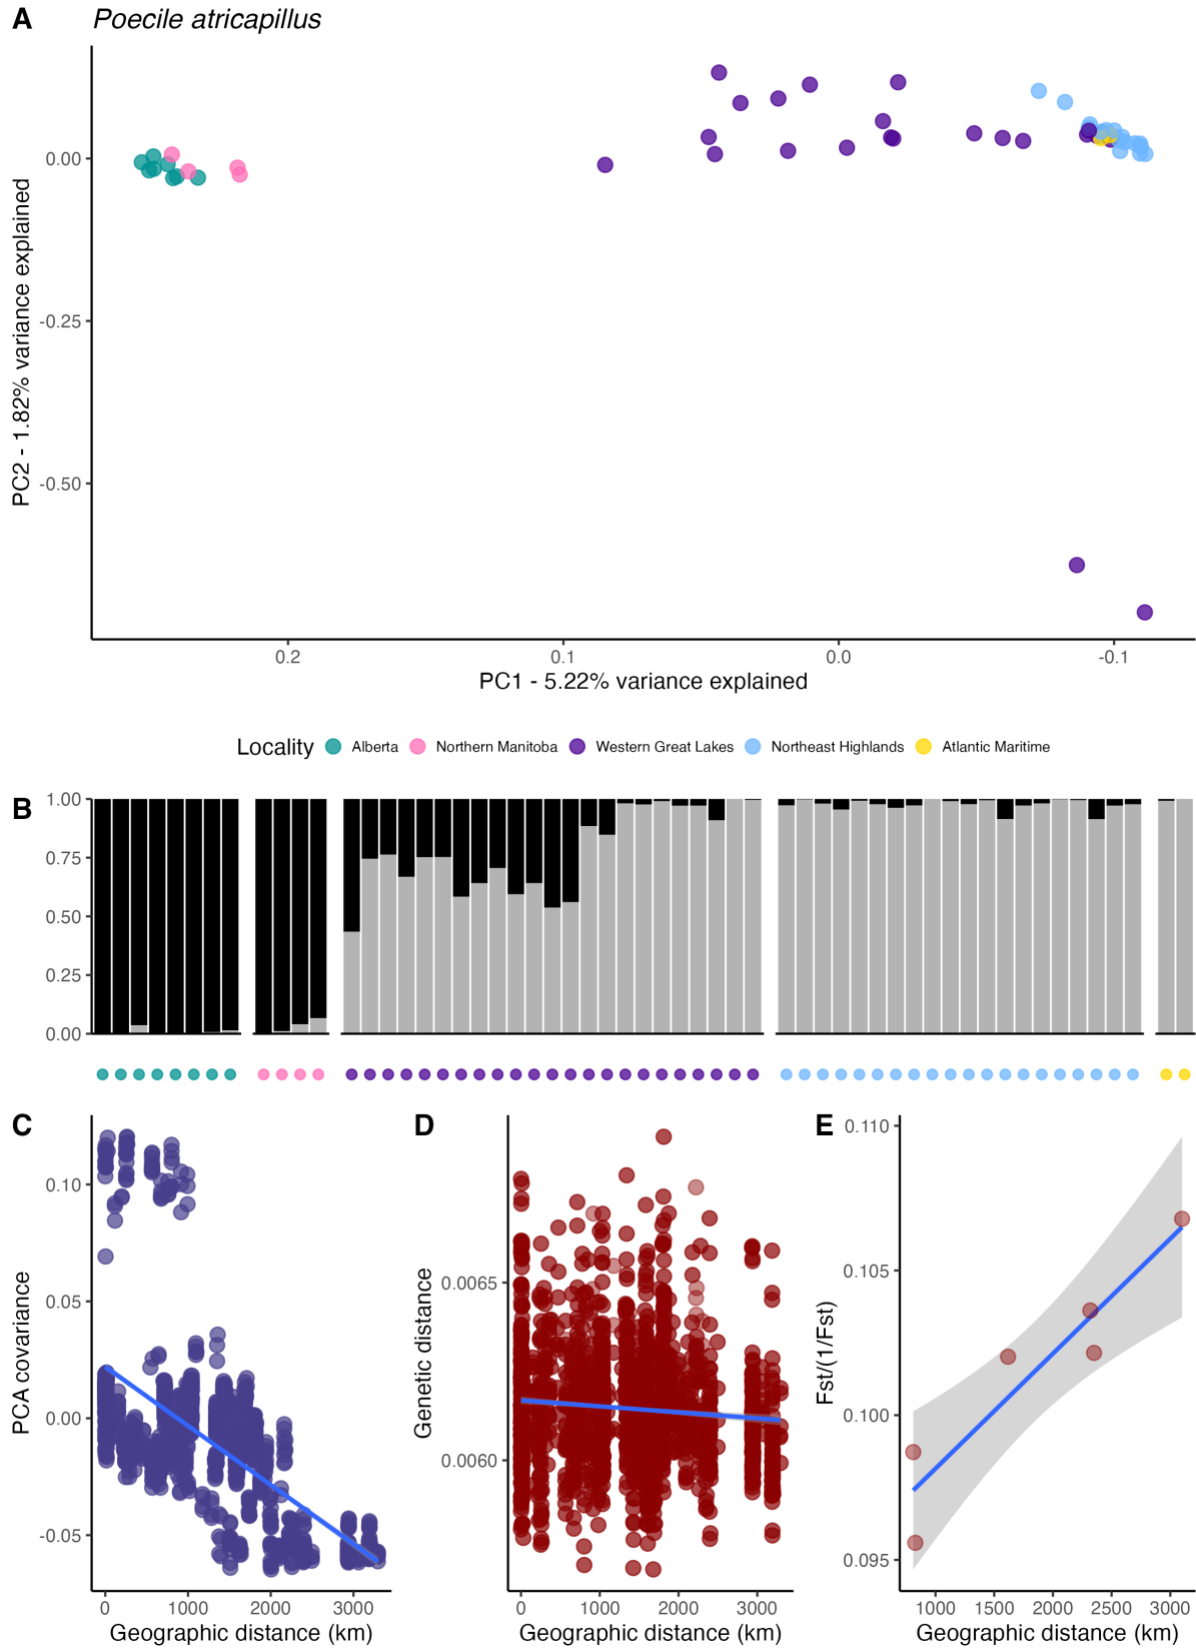 A
Poecile atricapillus
PC2 - 1.82% variance explained
0.00
-0.25
-0.50
0.2 0.1 0.0 -0.1
PC1 - 5.22% variance explained
Locality Alberta Northern Manitoba Western Great Lakes Northeast Highlands Atlantic Maritime
B
1.00
0.75
0.50
0.25
0.00
C
PCA covariance
0.10
0.05
0.00
-0.05
0 1000 2000 3000
Geographic distance (km)
D
Genetic distance
0.0065
0.0060
0 1000 2000 3000
Geographic distance (km)
E
Fst/(1/Fst)
0.110
0.105
0.100
0.095
1000 1500 2000 2500 3000
Geographic distance (km)